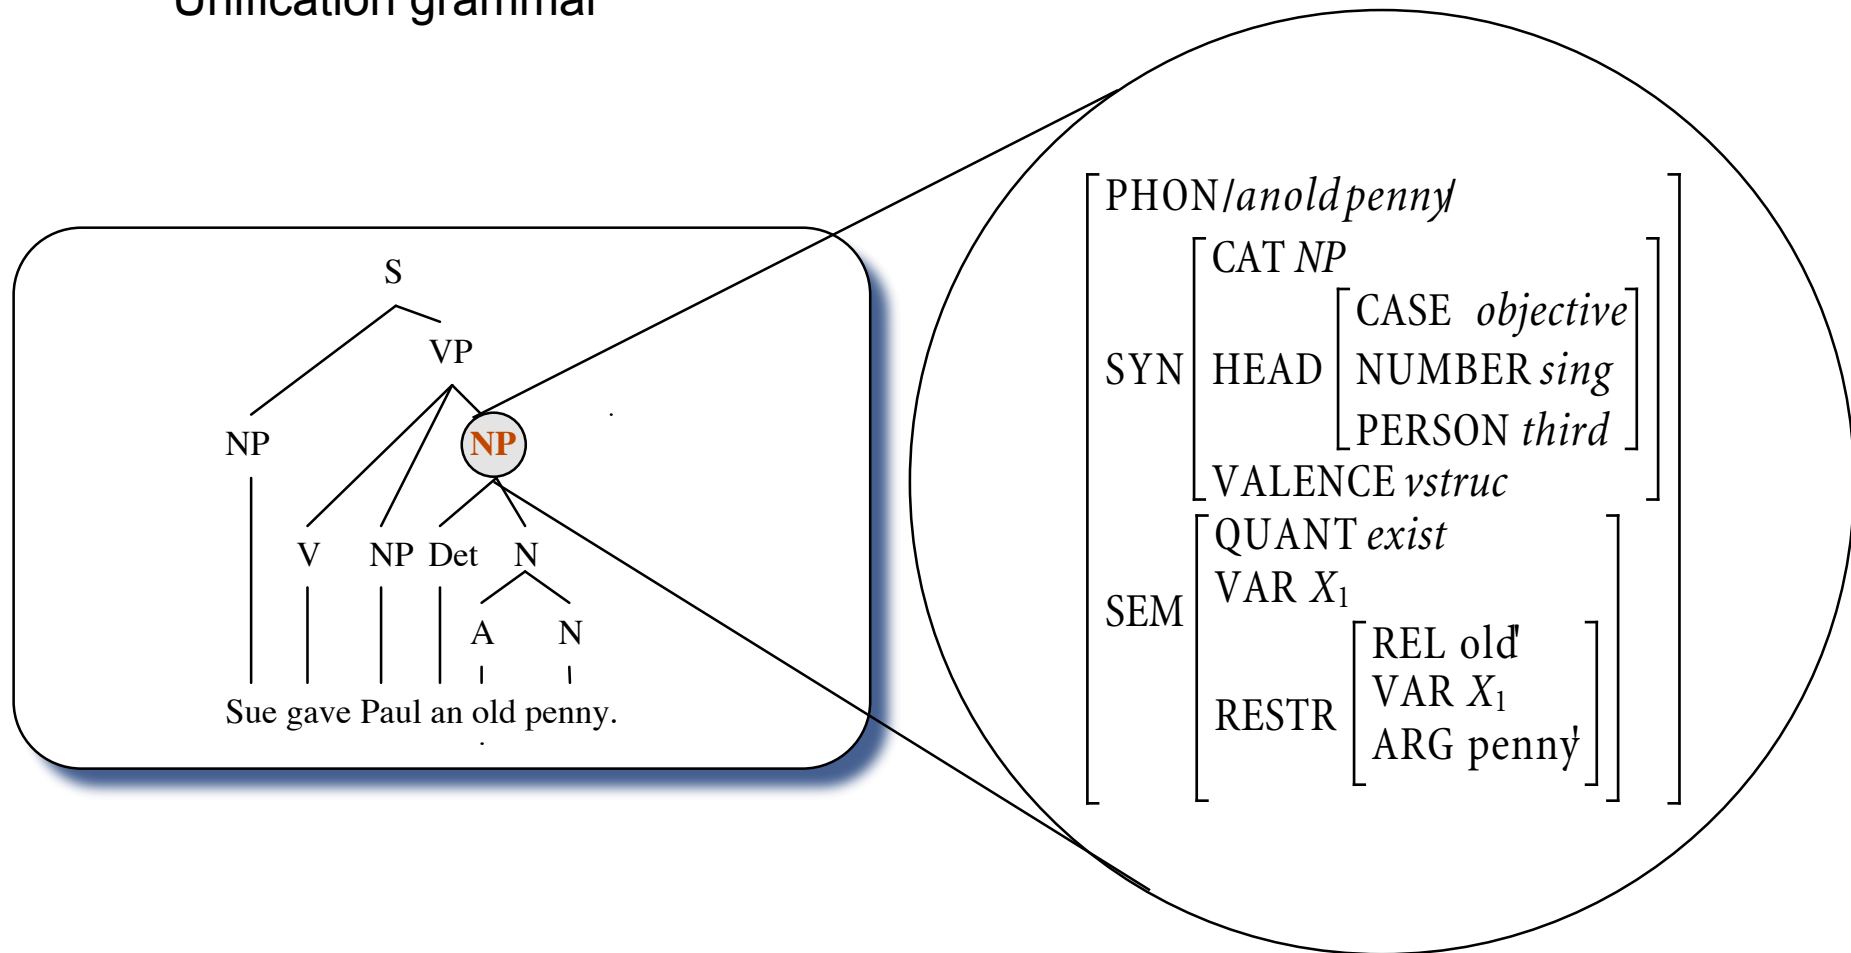 Unification grammar
S
VP
NP
NP
V NP Det N
A N
Sue gave Paul an old penny.
PHON/anoldpenny/
SYN
CAT NP
HEAD
CASE objective
NUMBER sing
PERSON third
VALENCE vstruc
SEM
QUANT exist
VAR X₁
RESTR
REL old'
VAR X₁
ARG penny'